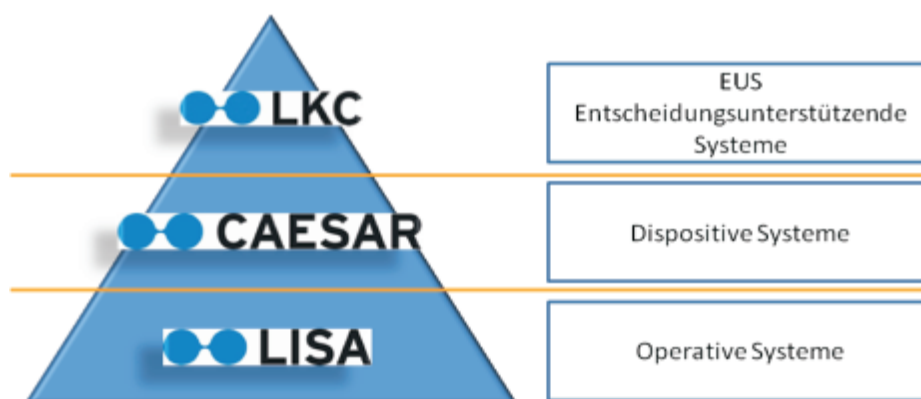 LKC
EUS
Entscheidungsunterstützende
Systeme
CAESAR
Dispositive Systeme
LISA
Operative Systeme